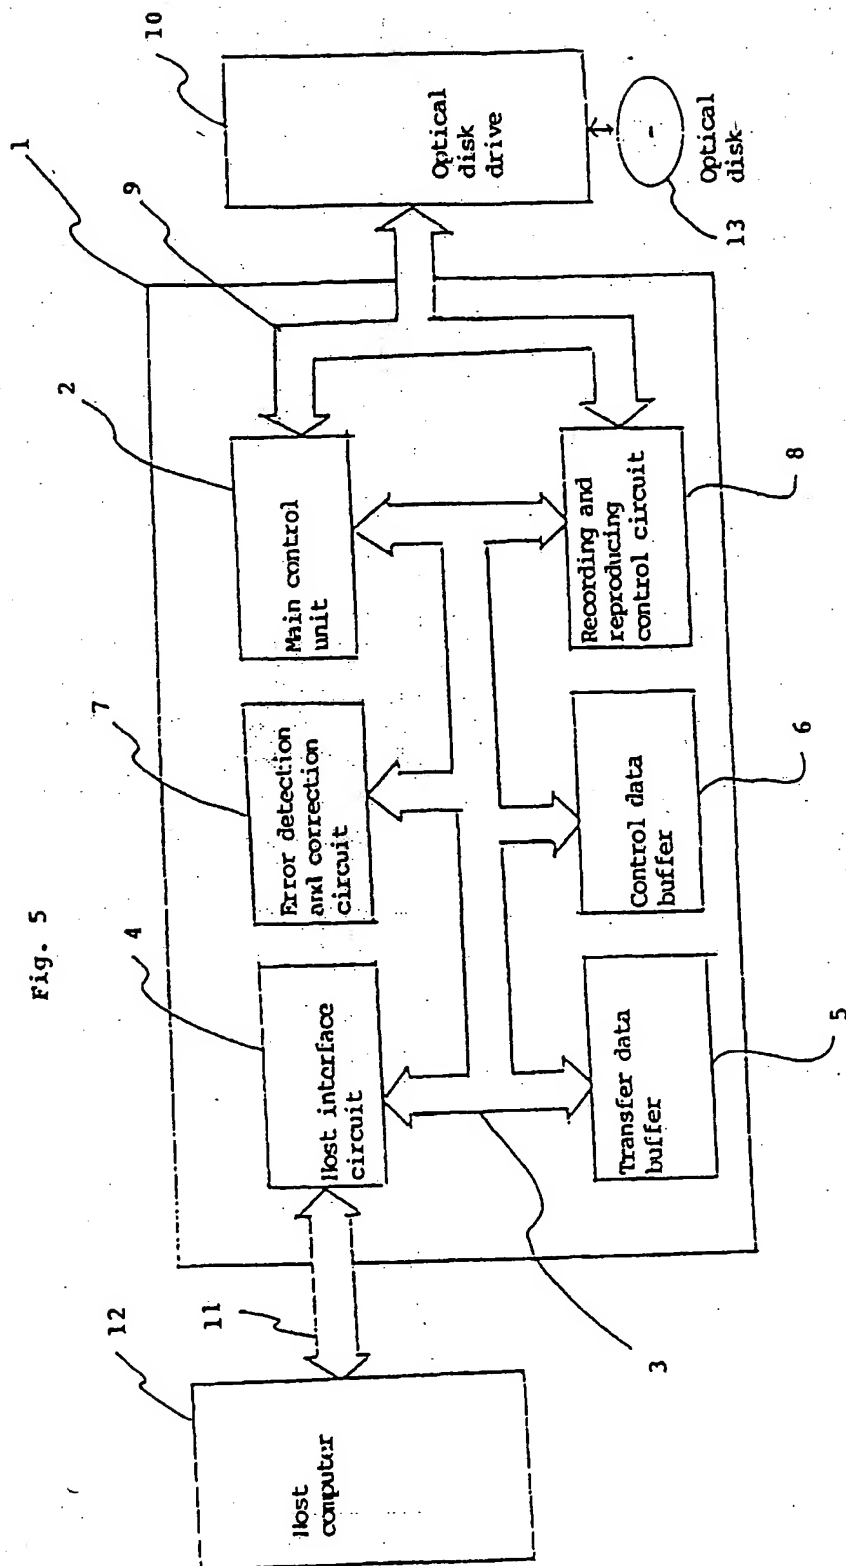 Fig. 5
12
Host
computer
11
4
Host interface
circuit
7
Error detection
and correction
circuit
2
Main control
unit
9
1
10
Optical
disk
drive
3
Transfer data
buffer
5
Control data
buffer
6
Recording and
reproducing
control circuit
8
13
Optical
disk